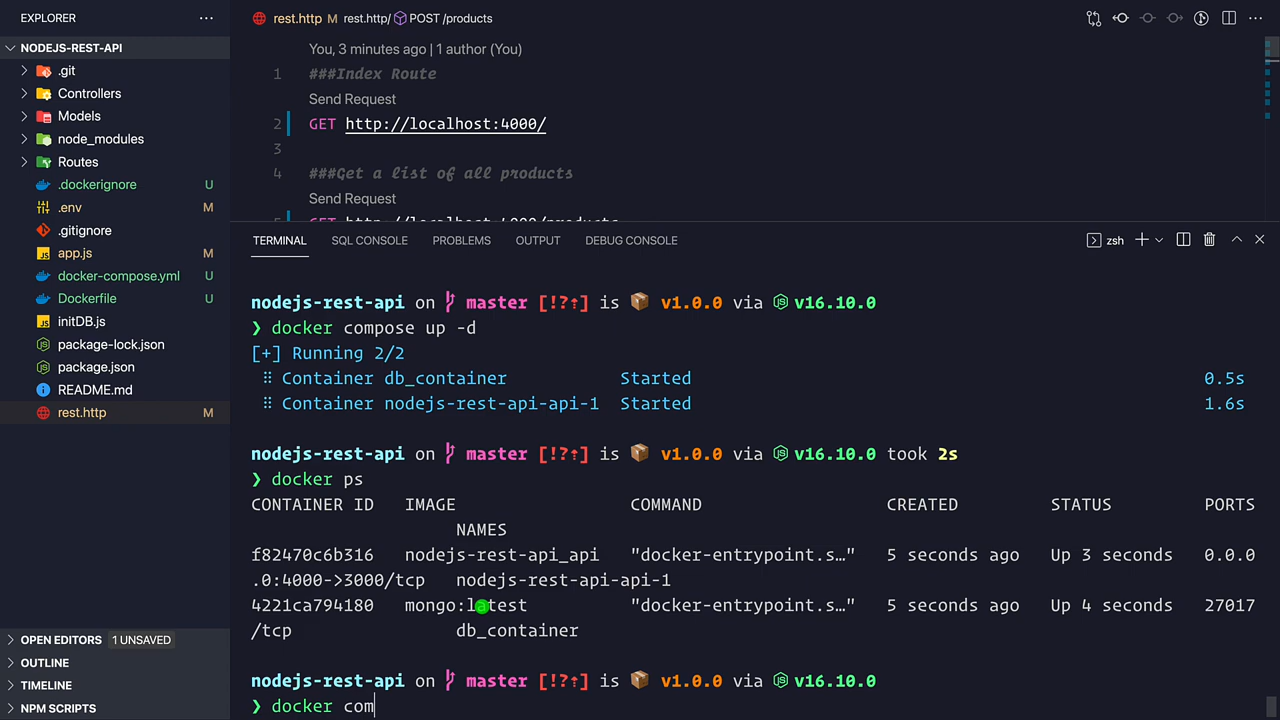 EXPLORER
NODEJS-REST-API
.git
Controllers
Models
node_modules
Routes
.dockerignore U
.env M
.gitignore
app.js M
docker-compose.yml U
Dockerfile U
initDB.js
package-lock.json
package.json
README.md
rest.http M
OPEN EDITORS 1 UNSAVED
OUTLINE
TIMELINE
NPM SCRIPTS
rest.http M rest.http/ POST /products
You, 3 minutes ago | 1 author (You)
1 ###Index Route
Send Request
2 GET http://localhost:4000/
3
4 ###Get a list of all products
Send Request
5 GET http://localhost:4000/products
TERMINAL SQL CONSOLE PROBLEMS OUTPUT DEBUG CONSOLE zsh
nodejs-rest-api on master [!?⇡] is 📦 v1.0.0 via v16.10.0
❯ docker compose up -d
[+] Running 2/2
⠿ Container db_container Started 0.5s
⠿ Container nodejs-rest-api-api-1 Started 1.6s
nodejs-rest-api on master [!?⇡] is 📦 v1.0.0 via v16.10.0 took 2s
❯ docker ps
CONTAINER ID IMAGE COMMAND CREATED STATUS PORTS
NAMES
f82470c6b316 nodejs-rest-api_api "docker-entrypoint.s…" 5 seconds ago Up 3 seconds 0.0.0
.0:4000->3000/tcp nodejs-rest-api-api-1
4221ca794180 mongo:latest "docker-entrypoint.s…" 5 seconds ago Up 4 seconds 27017
/tcp db_container
nodejs-rest-api on master [!?⇡] is 📦 v1.0.0 via v16.10.0
❯ docker com